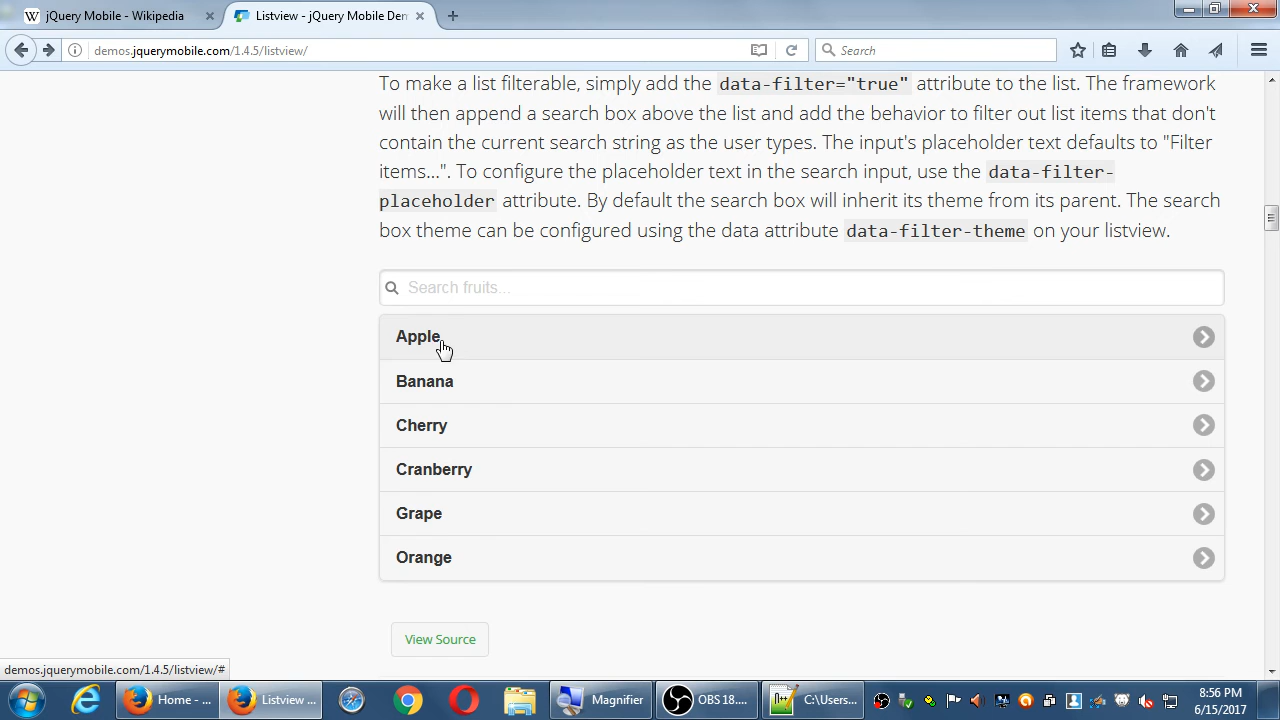 jQuery Mobile - Wikipedia
Listview - jQuery Mobile Dem
demos.jquerymobile.com/1.4.5/listview/
Search
To make a list filterable, simply add the data-filter="true" attribute to the list. The framework
will then append a search box above the list and add the behavior to filter out list items that don't
contain the current search string as the user types. The input's placeholder text defaults to "Filter
items...". To configure the placeholder text in the search input, use the data-filter-
placeholder attribute. By default the search box will inherit its theme from its parent. The search
box theme can be configured using the data attribute data-filter-theme on your listview.
Search fruits...
Apple
Banana
Cherry
Cranberry
Grape
Orange
View Source
demos.jquerymobile.com/1.4.5/listview/#
Home - ...
Listview ...
Magnifier
OBS 18....
C:\Users...
8:56 PM
6/15/2017